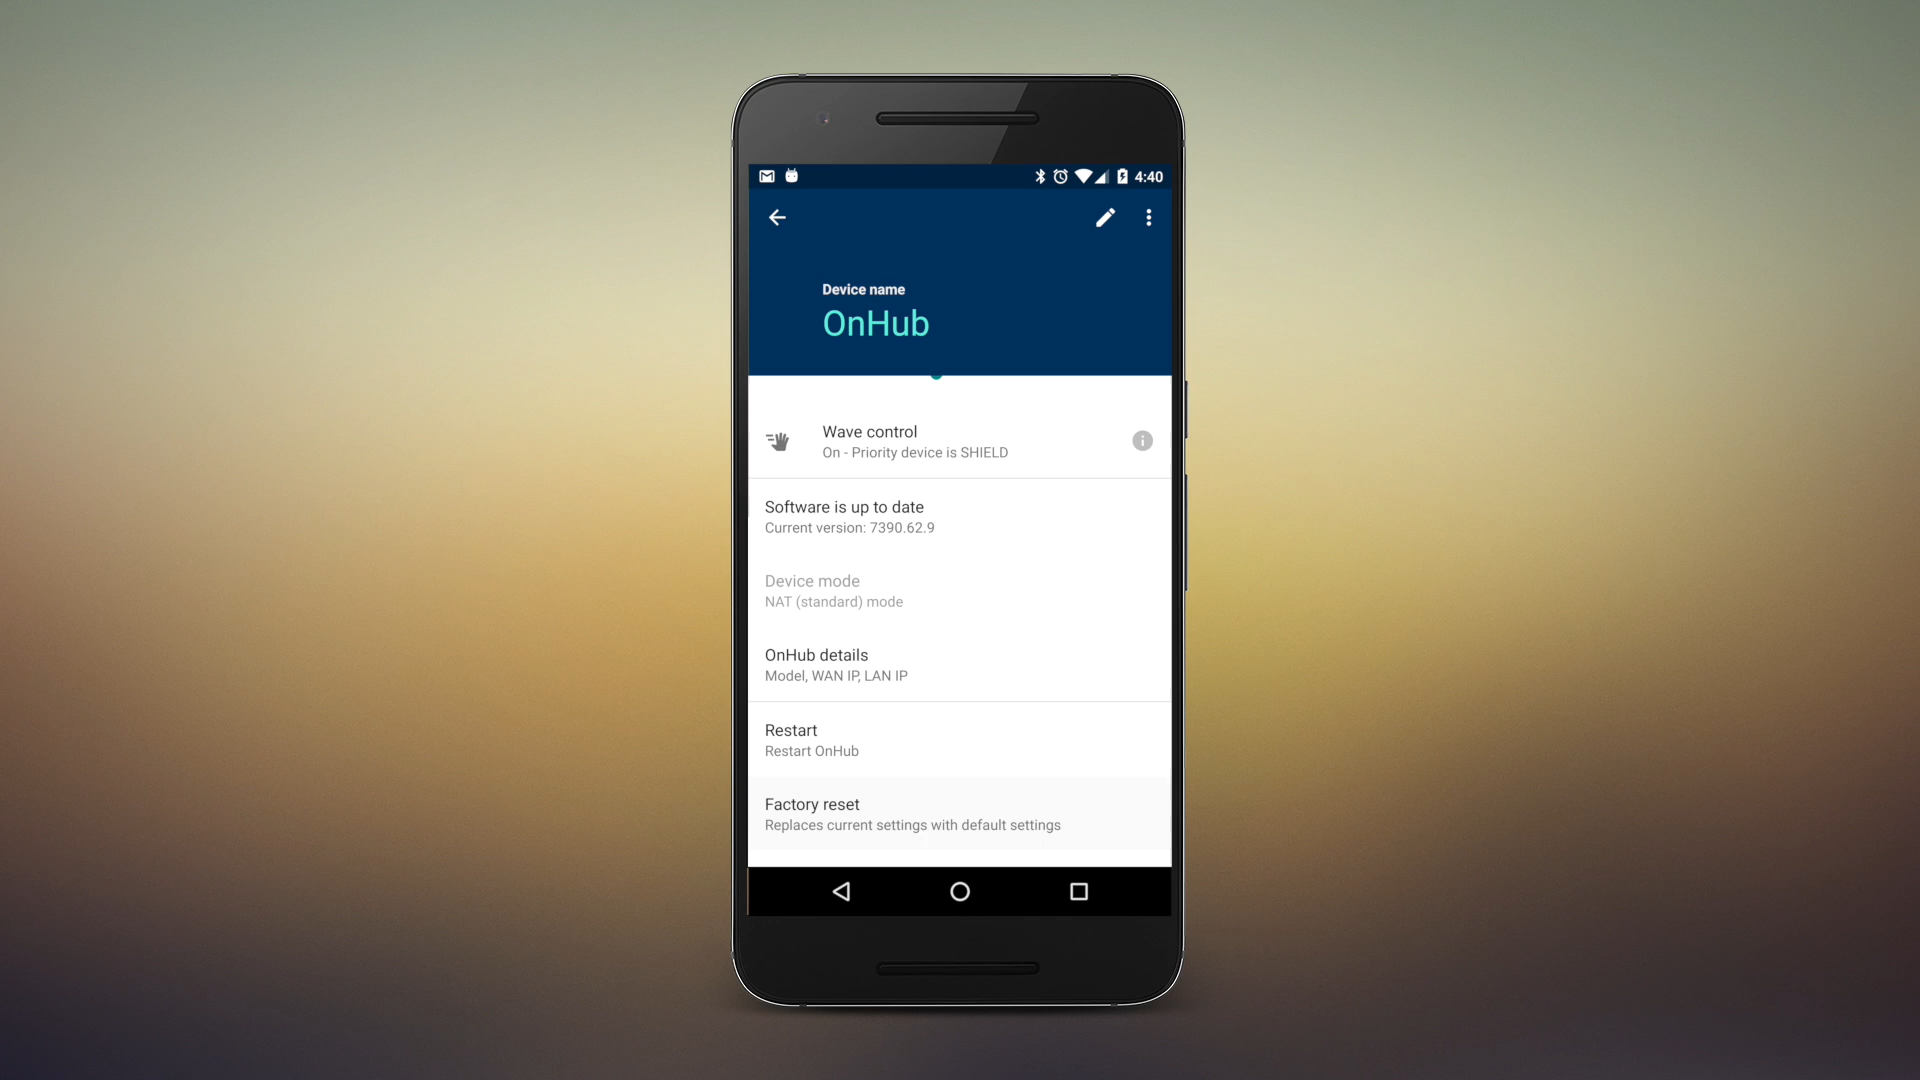 4:40
Device name
OnHub
Wave control
On - Priority device is SHIELD
Software is up to date
Current version: 7390.62.9
Device mode
NAT (standard) mode
OnHub details
Model, WAN IP, LAN IP
Restart
Restart OnHub
Factory reset
Replaces current settings with default settings